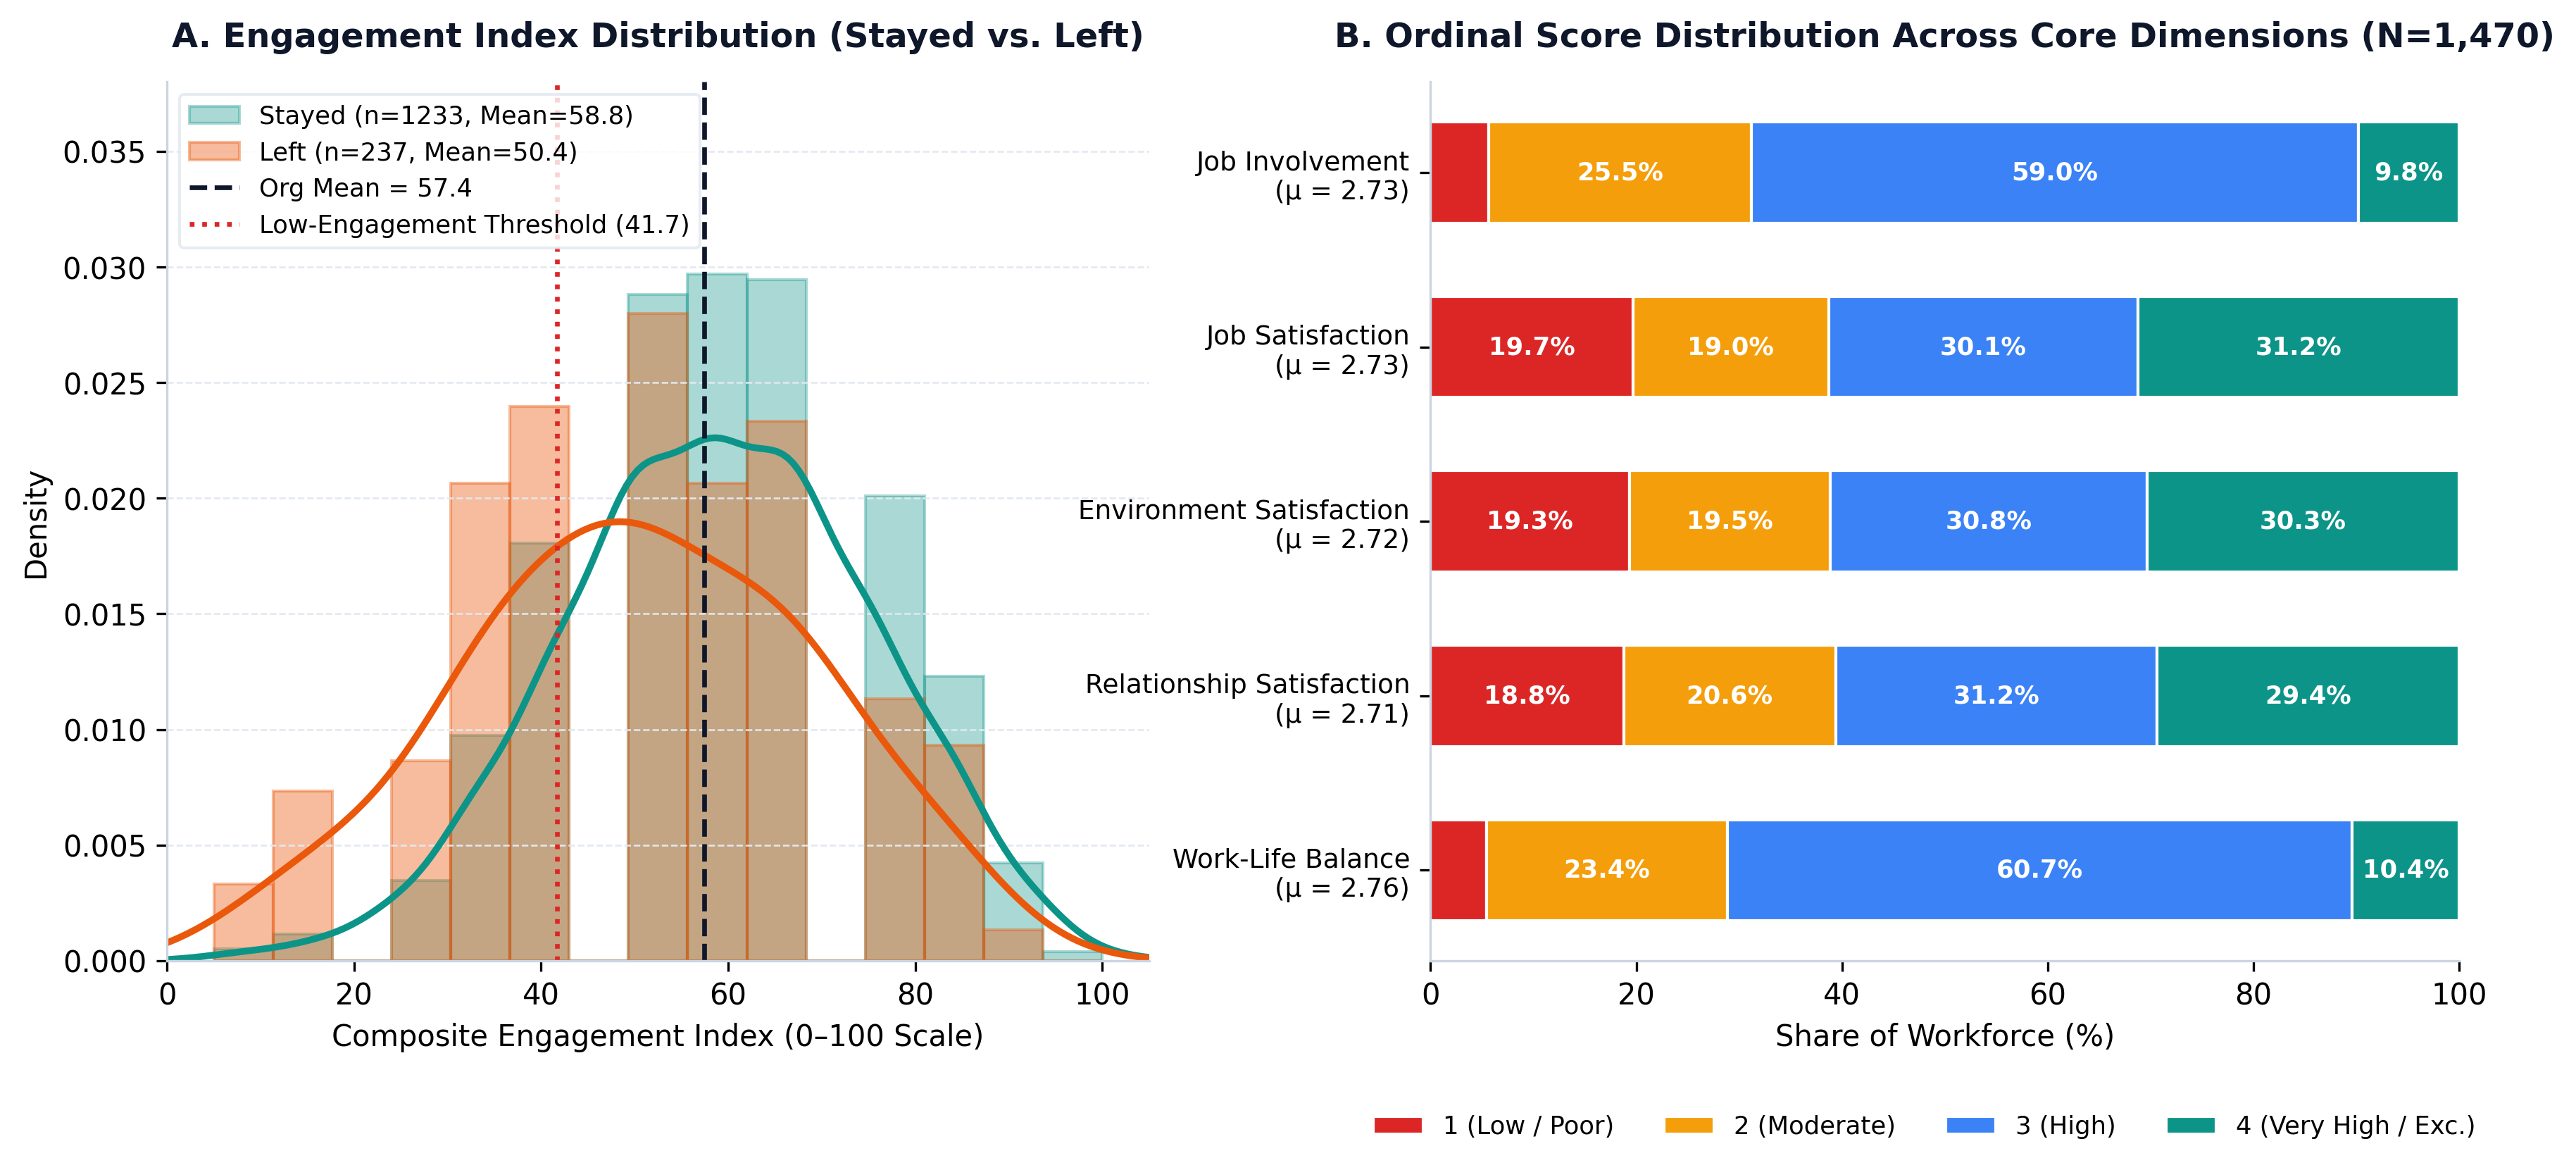 A. Engagement Index Distribution (Stayed vs. Left)
Stayed (n=1233, Mean=58.8)
Left (n=237, Mean=50.4)
Org Mean = 57.4
Low-Engagement Threshold (41.7)
Density
0.035
0.030
0.025
0.020
0.015
0.010
0.005
0.000
0 20 40 60 80 100
Composite Engagement Index (0–100 Scale)
B. Ordinal Score Distribution Across Core Dimensions (N=1,470)
Job Involvement
(μ = 2.73)
25.5% 59.0% 9.8%
Job Satisfaction
(μ = 2.73)
19.7% 19.0% 30.1% 31.2%
Environment Satisfaction
(μ = 2.72)
19.3% 19.5% 30.8% 30.3%
Relationship Satisfaction
(μ = 2.71)
18.8% 20.6% 31.2% 29.4%
Work-Life Balance
(μ = 2.76)
23.4% 60.7% 10.4%
0 20 40 60 80 100
Share of Workforce (%)
1 (Low / Poor) 2 (Moderate) 3 (High) 4 (Very High / Exc.)